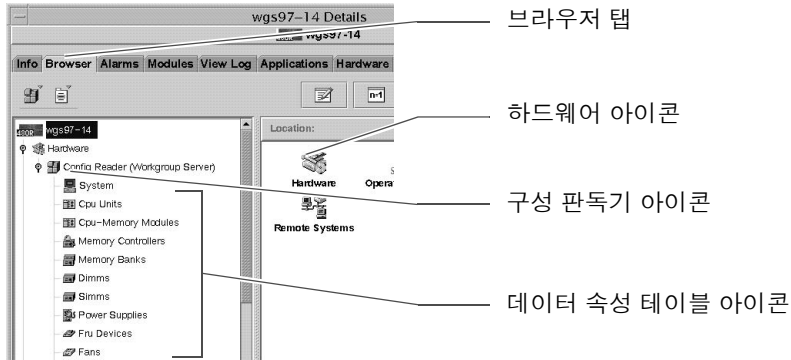 wgs97-14 Details
wgs97-14
Info Browser Alarms Modules View Log Applications Hardware
브라우저 탭
하드웨어 아이콘
구성 판독기 아이콘
데이터 속성 테이블 아이콘
n-1
wgs97-14
Hardware
Config Reader (Workgroup Server)
System
Cpu Units
Cpu-Memory Modules
Memory Controllers
Memory Banks
Dimms
Simms
Power Supplies
Fru Devices
Fans
Location:
Hardware
Opera
Remote Systems